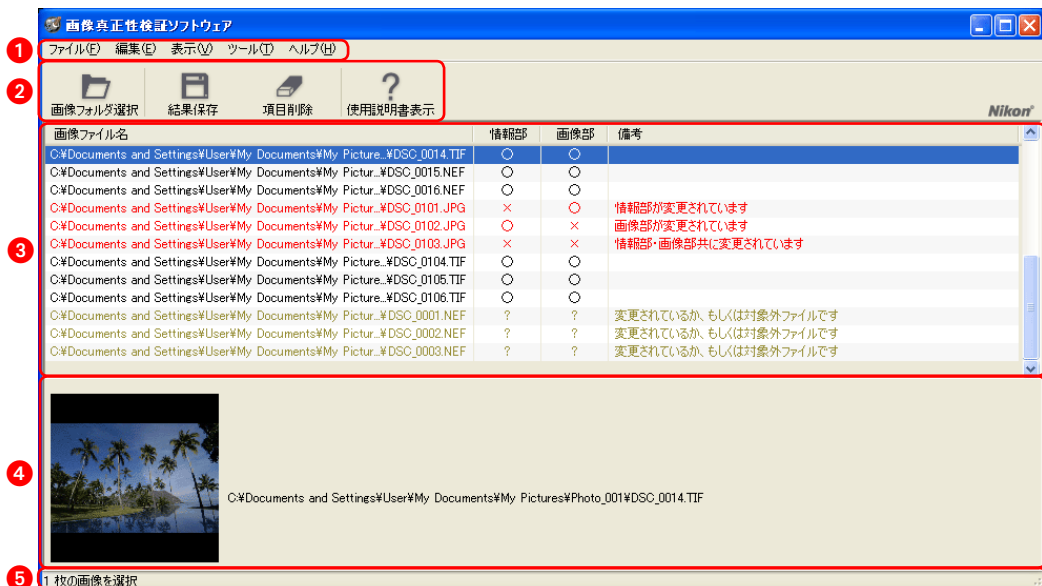 画像真正性検証ソフトウェア
1 ファイル(F) 編集(E) 表示(V) ツール(T) ヘルプ(H)
2
画像フォルダ選択 結果保存 項目削除 使用説明書表示 Nikon
画像ファイル名 情報部 画像部 備考
C:¥Documents and Settings¥User¥My Documents¥My Picture...¥DSC_0014.TIF ○ ○
C:¥Documents and Settings¥User¥My Documents¥My Pictur...¥DSC_0015.NEF ○ ○
C:¥Documents and Settings¥User¥My Documents¥My Pictur...¥DSC_0016.NEF ○ ○
C:¥Documents and Settings¥User¥My Documents¥My Pictur...¥DSC_0101.JPG × ○ 情報部が変更されています
C:¥Documents and Settings¥User¥My Documents¥My Pictur...¥DSC_0102.JPG ○ × 画像部が変更されています
3 C:¥Documents and Settings¥User¥My Documents¥My Pictur...¥DSC_0103.JPG × × 情報部・画像部共に変更されています
C:¥Documents and Settings¥User¥My Documents¥My Picture...¥DSC_0104.TIF ○ ○
C:¥Documents and Settings¥User¥My Documents¥My Picture...¥DSC_0105.TIF ○ ○
C:¥Documents and Settings¥User¥My Documents¥My Picture...¥DSC_0106.TIF ○ ○
C:¥Documents and Settings¥User¥My Documents¥My Pictur...¥DSC_0001.NEF ? ? 変更されているか、もしくは対象外ファイルです
C:¥Documents and Settings¥User¥My Documents¥My Pictur...¥DSC_0002.NEF ? ? 変更されているか、もしくは対象外ファイルです
C:¥Documents and Settings¥User¥My Documents¥My Pictur...¥DSC_0003.NEF ? ? 変更されているか、もしくは対象外ファイルです
4
C:¥Documents and Settings¥User¥My Documents¥My Pictures¥Photo_001¥DSC_0014.TIF
5 1 枚の画像を選択